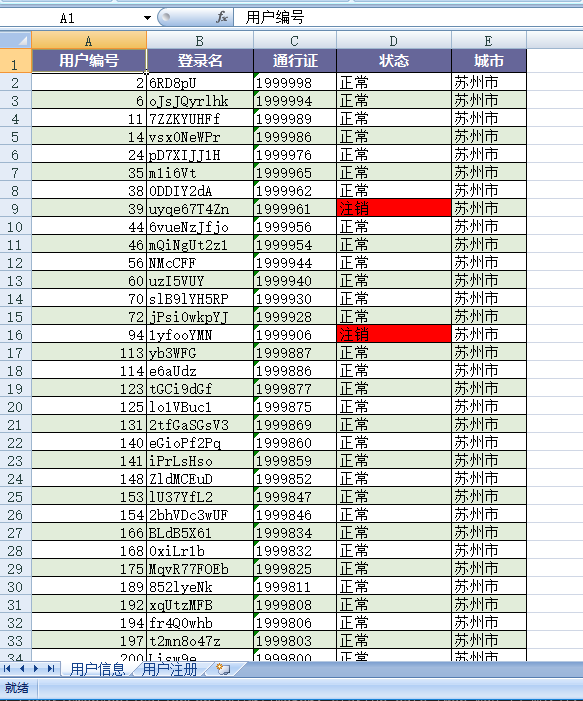 A1 fx 用户编号
A B C D E
1 用户编号 登录名 通行证 状态 城市
2 2 6RD8pU 1999998 正常 苏州市
3 6 oJsJQyrlhk 1999994 正常 苏州市
4 11 7ZZKYUHFf 1999989 正常 苏州市
5 14 vsxONeWPr 1999986 正常 苏州市
6 24 pD7XIJJ1H 1999976 正常 苏州市
7 35 mli6Vt 1999965 正常 苏州市
8 38 ODDIY2dA 1999962 正常 苏州市
9 39 uyqe67T4Zn 1999961 注销 苏州市
10 44 6vueNzJfjo 1999956 正常 苏州市
11 46 mQiNgUt2z1 1999954 正常 苏州市
12 56 NMcCFF 1999944 正常 苏州市
13 60 uzI5VUY 1999940 正常 苏州市
14 70 slB9lYH5RP 1999930 正常 苏州市
15 72 jPsiOwkpYJ 1999928 正常 苏州市
16 94 1yfooYMN 1999906 注销 苏州市
17 113 yb3WFG 1999887 正常 苏州市
18 114 e6aUdz 1999886 正常 苏州市
19 123 tGCi9dGf 1999877 正常 苏州市
20 125 lo1VBuc1 1999875 正常 苏州市
21 131 2tfGaSGsV3 1999869 正常 苏州市
22 140 eGioPf2Pq 1999860 正常 苏州市
23 141 iPrLsHso 1999859 正常 苏州市
24 148 ZldMCEuD 1999852 正常 苏州市
25 153 lU37YfL2 1999847 正常 苏州市
26 154 2bhVDc3wUF 1999846 正常 苏州市
27 166 BLdB5X61 1999834 正常 苏州市
28 168 OxiLr1b 1999832 正常 苏州市
29 175 MqvR77FOEb 1999825 正常 苏州市
30 189 852lyeNk 1999811 正常 苏州市
31 192 xqUtzMFB 1999808 正常 苏州市
32 194 fr4Q0whb 1999806 正常 苏州市
33 197 t2mn8o47z 1999803 正常 苏州市
34 200 Lisw9e 1999800 正常 苏州市
用户信息 用户注册
就绪